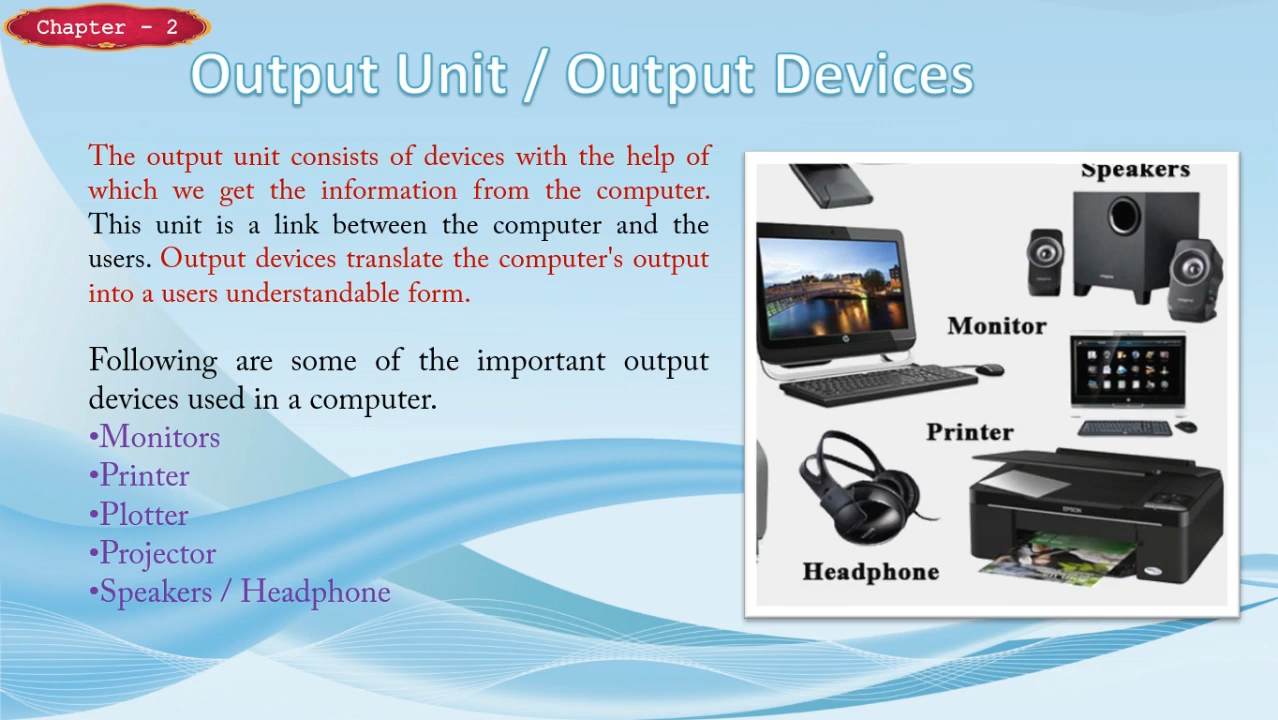 Chapter - 2
Output Unit / Output Devices
The output unit consists of devices with the help of
which we get the information from the computer.
This unit is a link between the computer and the
users. Output devices translate the computer's output
into a users understandable form.
Following are some of the important output
devices used in a computer.
•Monitors
•Printer
•Plotter
•Projector
•Speakers / Headphone
Speakers
Monitor
Printer
EPSON
Headphone